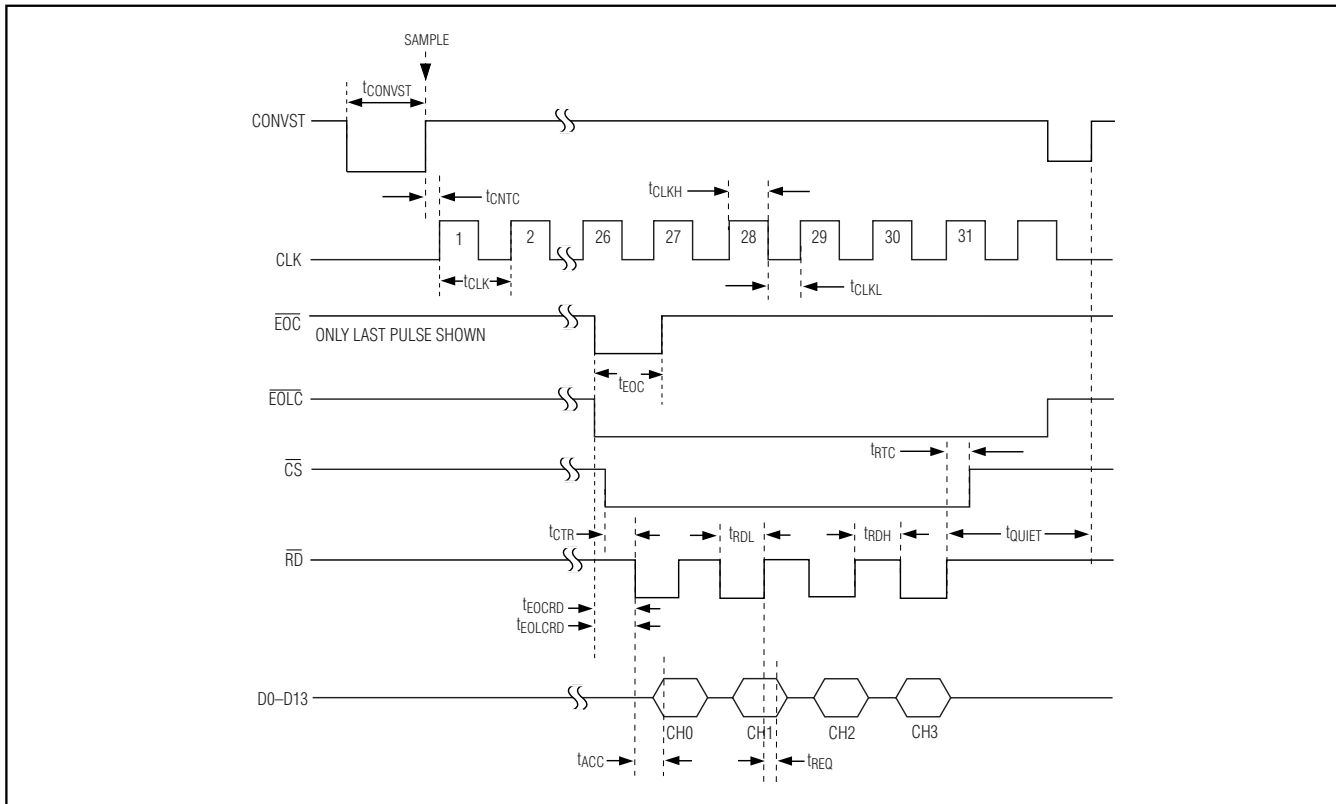 SAMPLE
tCONVST
CONVST
tCNTC
tCLKH
1 2 26 27 28 29 30 31
CLK
tCLK
tCLKL
EOC
ONLY LAST PULSE SHOWN
tEOC
EOLC
tRTC
CS
tCTR
tRDL
tRDH
tQUIET
RD
tEOCRD
tEOLCRD
D0–D13
CH0 CH1 CH2 CH3
tACC
tREQ